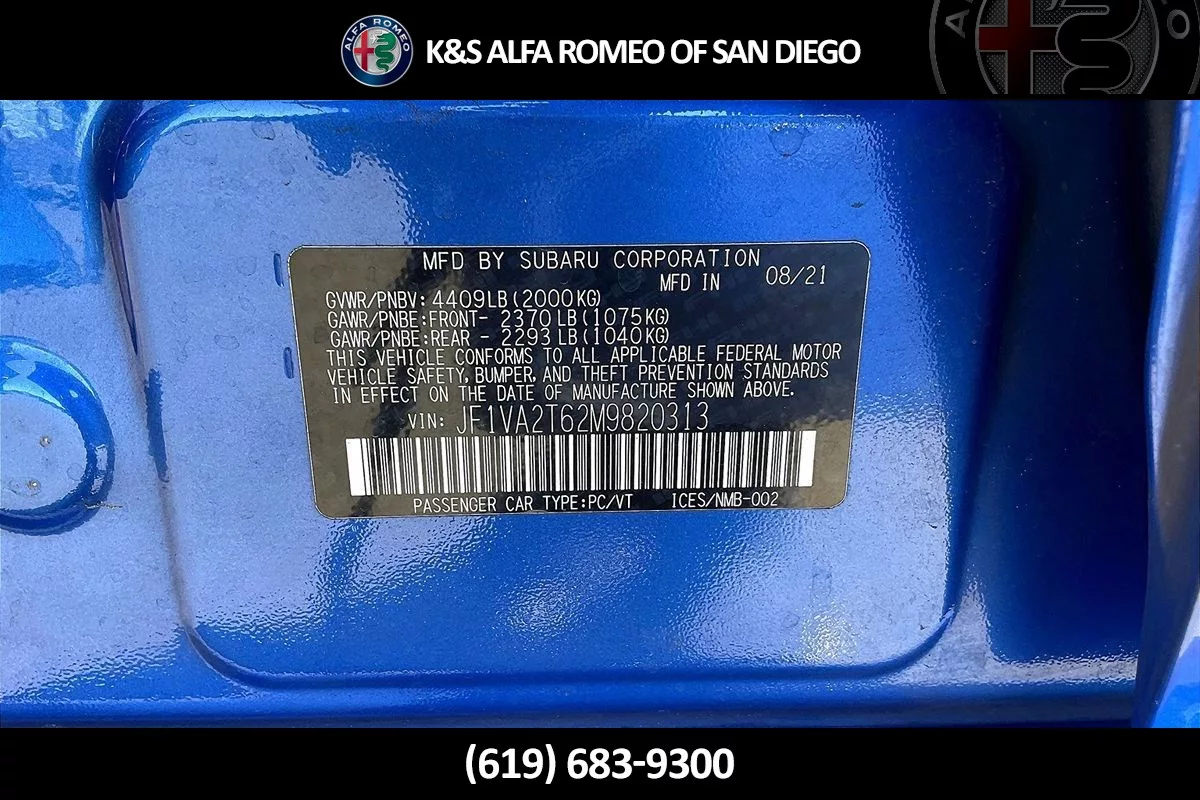 ALFA ROMEO
K&S ALFA ROMEO OF SAN DIEGO
MFD BY SUBARU CORPORATION
MFD IN 08/21
GVWR/PNBV: 4409LB(2000KG)
GAWR/PNBE:FRONT- 2370LB(1075KG)
GAWR/PNBE:REAR - 2293LB(1040KG)
THIS VEHICLE CONFORMS TO ALL APPLICABLE FEDERAL MOTOR
VEHICLE SAFETY, BUMPER, AND THEFT PREVENTION STANDARDS
IN EFFECT ON THE DATE OF MANUFACTURE SHOWN ABOVE.
VIN: JF1VA2T62M9820313
PASSENGER CAR TYPE:PC/VT ICES/NMB-002
(619) 683-9300